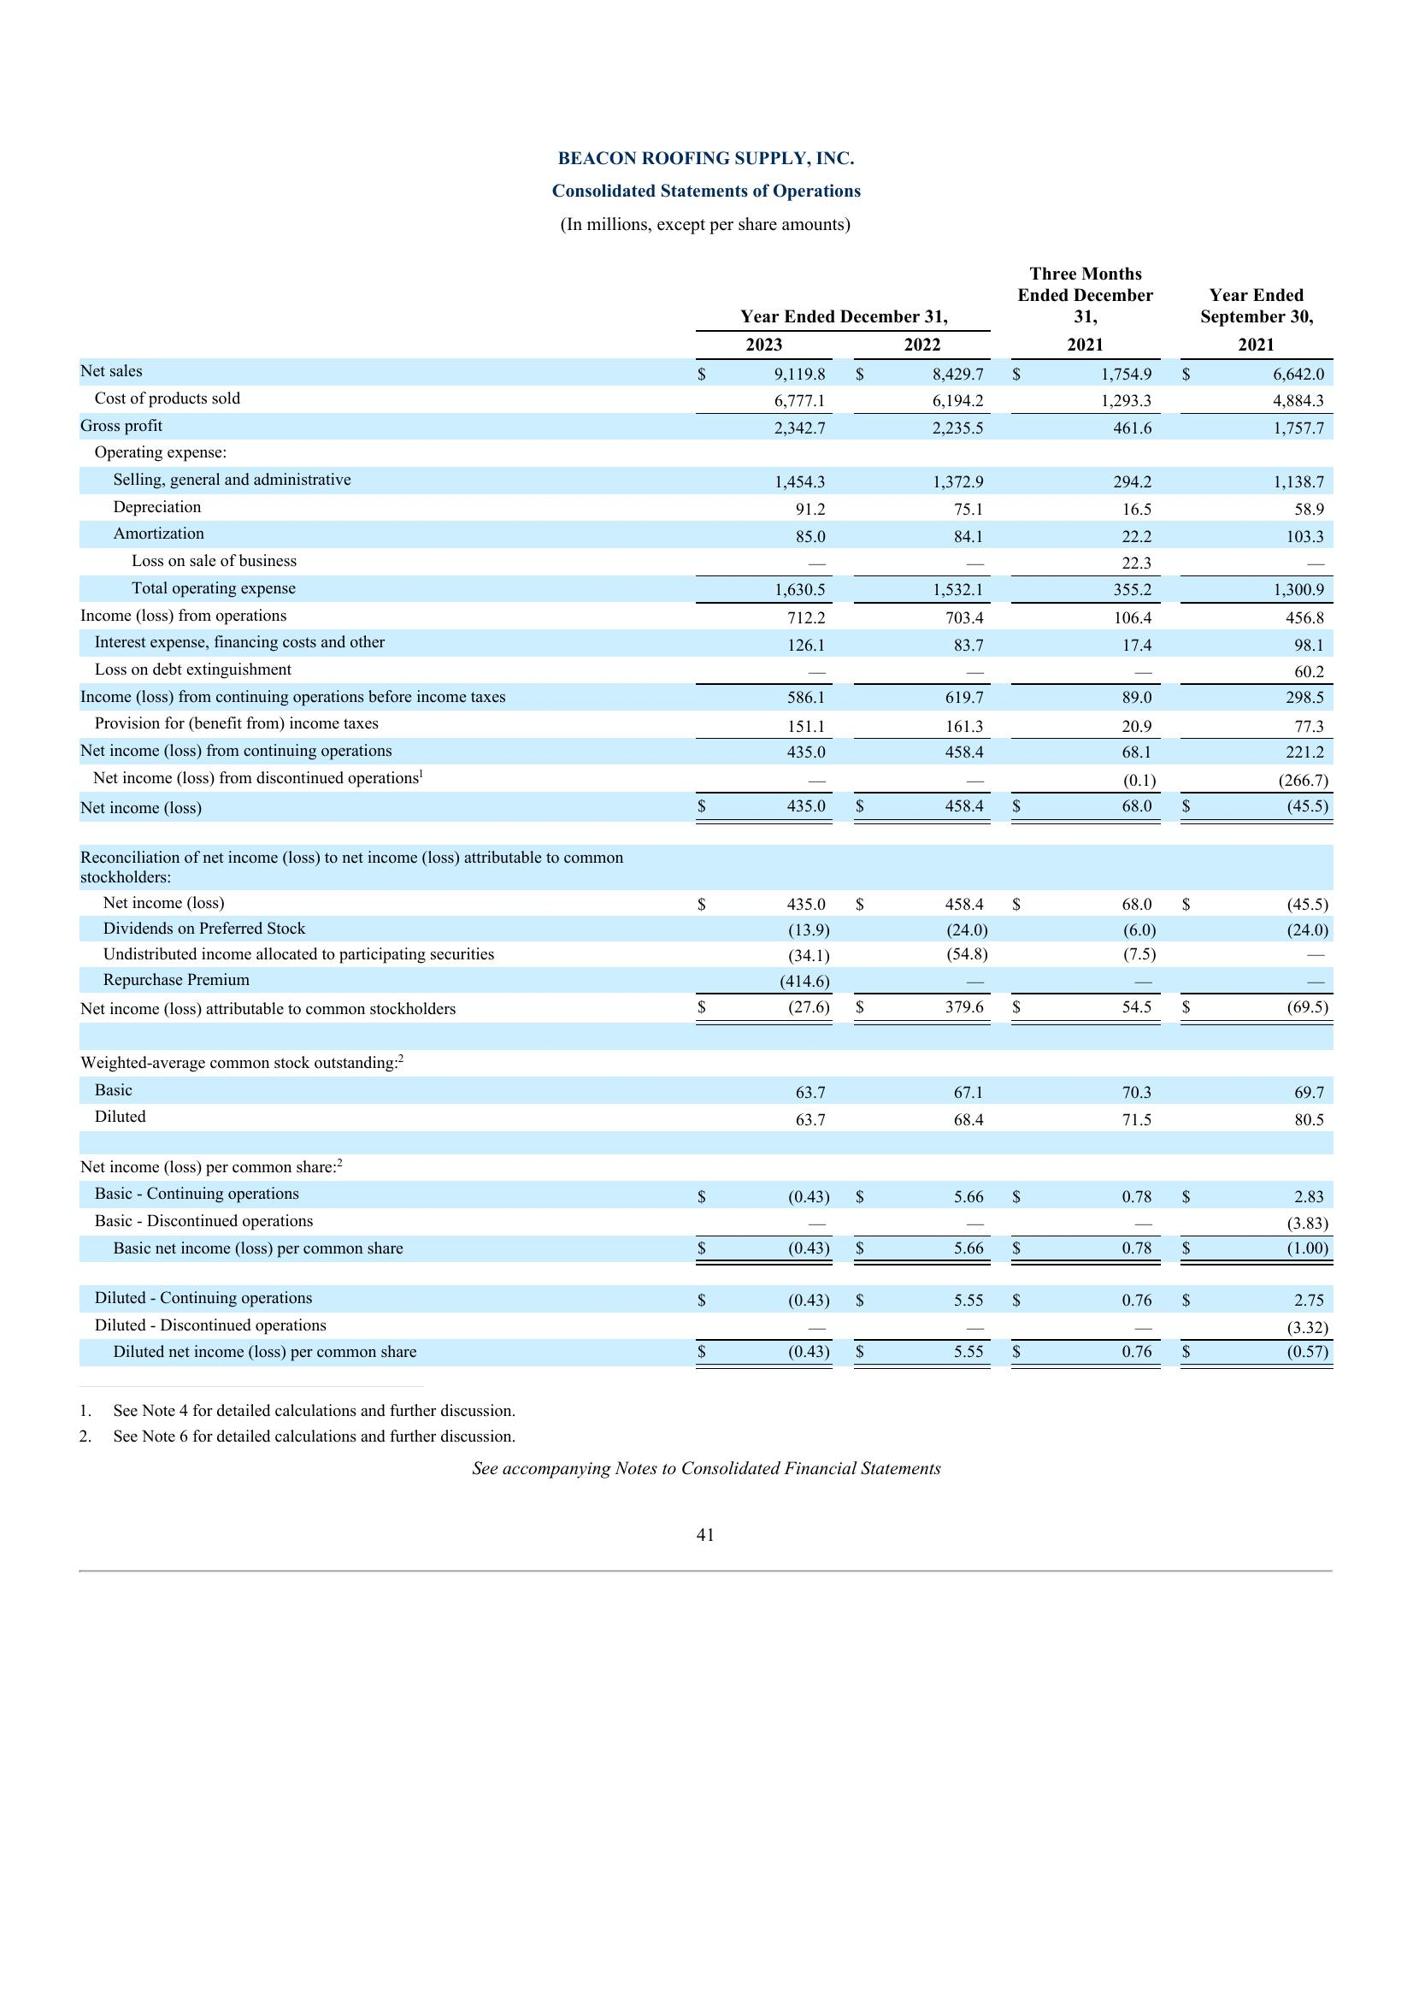 BEACON ROOFING SUPPLY, INC.
Consolidated Statements of Operations
(In millions, except per share amounts)
Year Ended December 31, Three Months Ended December 31, Year Ended September 30,
2023 2022 2021 2021
Net sales $ 9,119.8 $ 8,429.7 $ 1,754.9 $ 6,642.0
Cost of products sold 6,777.1 6,194.2 1,293.3 4,884.3
Gross profit 2,342.7 2,235.5 461.6 1,757.7
Operating expense:
Selling, general and administrative 1,454.3 1,372.9 294.2 1,138.7
Depreciation 91.2 75.1 16.5 58.9
Amortization 85.0 84.1 22.2 103.3
Loss on sale of business — — 22.3 —
Total operating expense 1,630.5 1,532.1 355.2 1,300.9
Income (loss) from operations 712.2 703.4 106.4 456.8
Interest expense, financing costs and other 126.1 83.7 17.4 98.1
Loss on debt extinguishment — — — 60.2
Income (loss) from continuing operations before income taxes 586.1 619.7 89.0 298.5
Provision for (benefit from) income taxes 151.1 161.3 20.9 77.3
Net income (loss) from continuing operations 435.0 458.4 68.1 221.2
Net income (loss) from discontinued operations1 — — (0.1) (266.7)
Net income (loss) $ 435.0 $ 458.4 $ 68.0 $ (45.5)
Reconciliation of net income (loss) to net income (loss) attributable to common
stockholders:
Net income (loss) $ 435.0 $ 458.4 $ 68.0 $ (45.5)
Dividends on Preferred Stock (13.9) (24.0) (6.0) (24.0)
Undistributed income allocated to participating securities (34.1) (54.8) (7.5) —
Repurchase Premium (414.6) — — —
Net income (loss) attributable to common stockholders $ (27.6) $ 379.6 $ 54.5 $ (69.5)
Weighted-average common stock outstanding:2
Basic 63.7 67.1 70.3 69.7
Diluted 63.7 68.4 71.5 80.5
Net income (loss) per common share:2
Basic - Continuing operations $ (0.43) $ 5.66 $ 0.78 $ 2.83
Basic - Discontinued operations — — — (3.83)
Basic net income (loss) per common share $ (0.43) $ 5.66 $ 0.78 $ (1.00)
Diluted - Continuing operations $ (0.43) $ 5.55 $ 0.76 $ 2.75
Diluted - Discontinued operations — — — (3.32)
Diluted net income (loss) per common share $ (0.43) $ 5.55 $ 0.76 $ (0.57)
1. See Note 4 for detailed calculations and further discussion.
2. See Note 6 for detailed calculations and further discussion.
See accompanying Notes to Consolidated Financial Statements
41